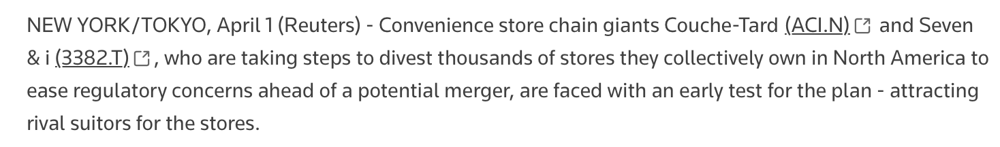 NEW YORK/TOKYO, April 1 (Reuters) - Convenience store chain giants Couche-Tard (ACI.N) and Seven
& i (3382.T) , who are taking steps to divest thousands of stores they collectively own in North America to
ease regulatory concerns ahead of a potential merger, are faced with an early test for the plan - attracting
rival suitors for the stores.